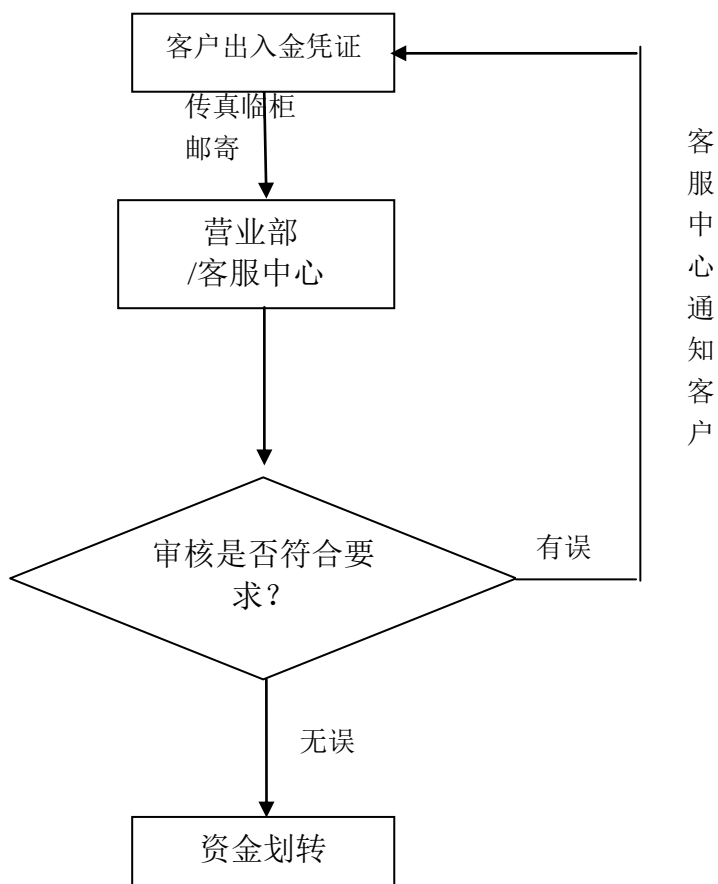 客户出入金凭证
传真临柜
邮寄
营业部
/客服中心
客服中心通知客户
审核是否符合要
求？
有误
无误
资金划转